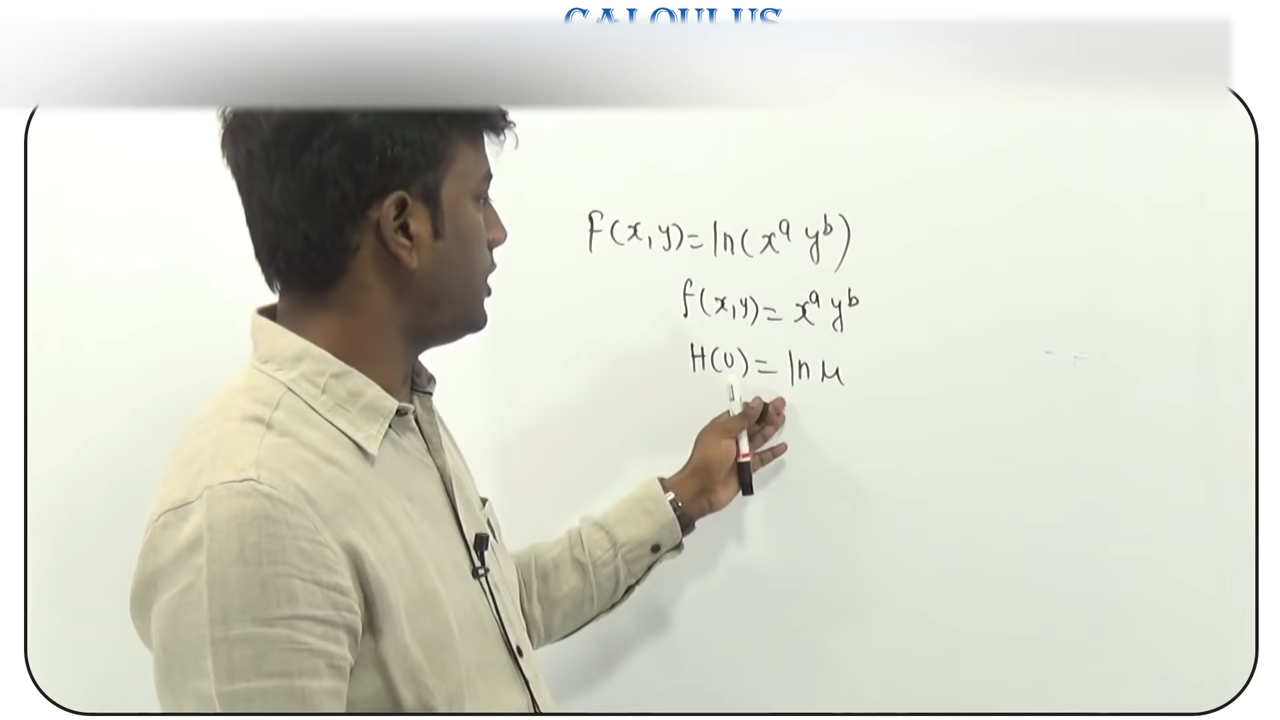 CALCULUS
F(x,y)=ln(x^a y^b)
f(x,y)= x^a y^b
H(U)= ln u